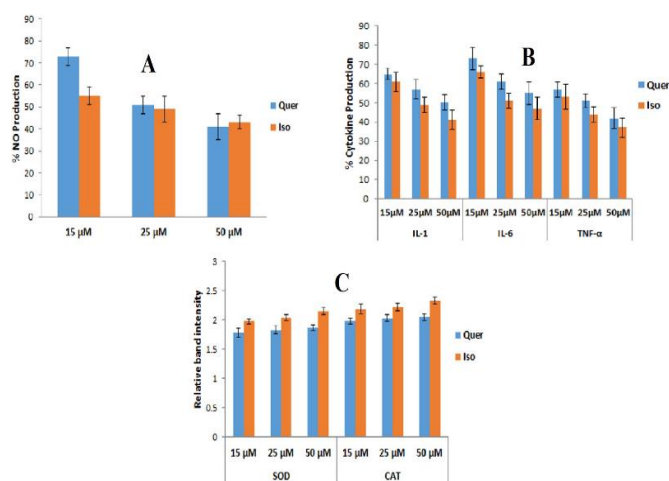 A
% NO Production
90
80
70
60
50
40
30
20
10
0
15 µM 25 µM 50 µM
Quer
Iso
B
% Cytokine Production
90
80
70
60
50
40
30
20
10
0
15µM 25µM 50µM 15µM 25µM 50µM 15µM 25µM 50µM
IL-1 IL-6 TNF-α
Quer
Iso
C
Relative band intensity
3
2.5
2
1.5
1
0.5
0
15 µM 25 µM 50 µM 15 µM 25 µM 50 µM
SOD CAT
Quer
Iso